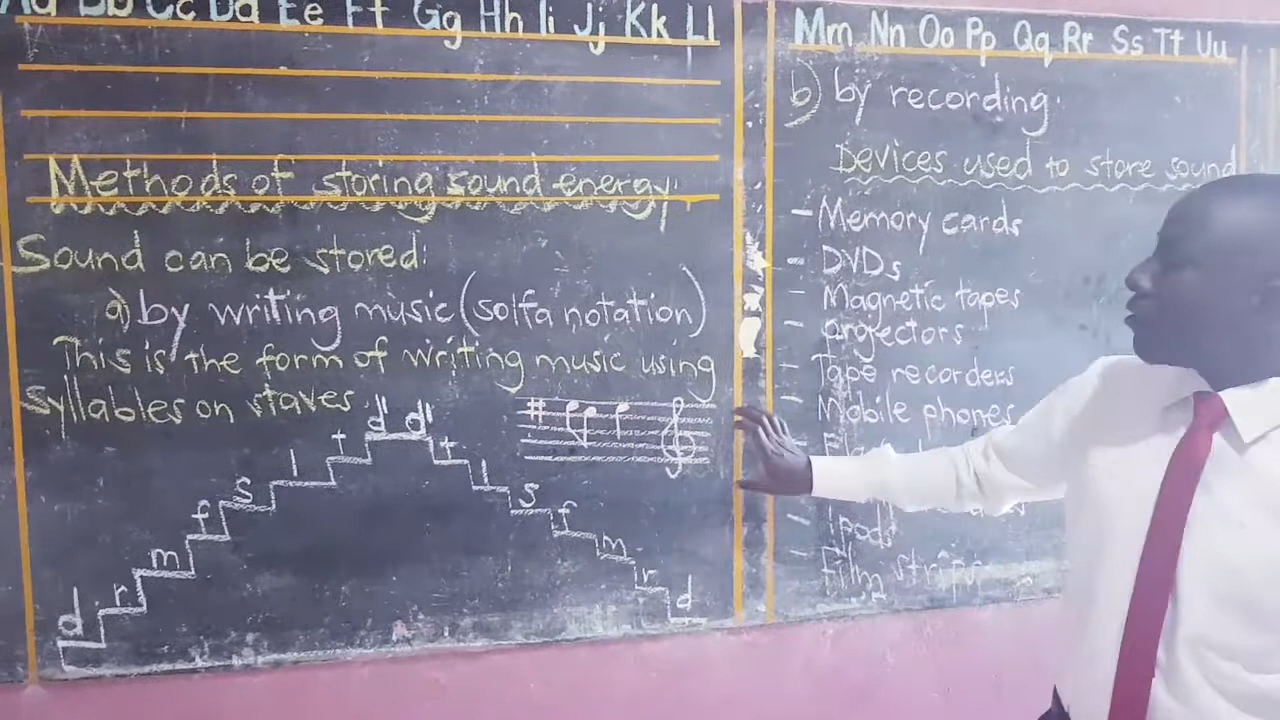 Aa Bb Cc Dd Ee Ff Gg Hh Ii Jj Kk Ll
Methods of storing sound energy.
Sound can be stored:
a) by writing music (solfa notation)
This is the form of writing music using
syllables on staves.
d r m f s l t d' d' t l s f m r d
Mm Nn Oo Pp Qq Rr Ss Tt Uu
b) by recording.
Devices used to store sound
- Memory cards
- DVDs
- Magnetic tapes
- projectors
- Tape recorders
- Mobile phones
- Ipods
- Film strips